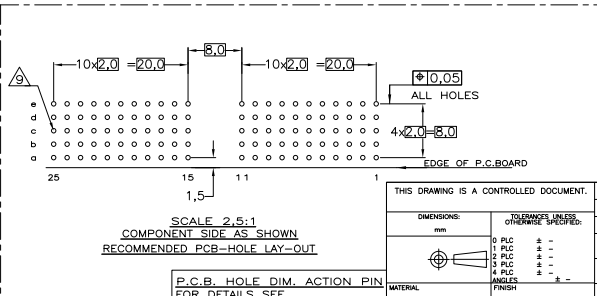 8,0
10x2,0 =20,0
10x2,0 =20,0
9
⌖ 0,05
ALL HOLES
e
d
c
b
a
4x2,0=8,0
EDGE OF P.C.BOARD
25
15
11
1
1,5
SCALE 2,5:1
COMPONENT SIDE AS SHOWN
RECOMMENDED PCB-HOLE LAY-OUT
P.C.B. HOLE DIM. ACTION PIN
FOR DETAILS SEE
THIS DRAWING IS A CONTROLLED DOCUMENT.
DIMENSIONS:
mm
TOLERANCES UNLESS
OTHERWISE SPECIFIED:
0 PLC ± -
1 PLC ± -
2 PLC ± -
3 PLC ± -
4 PLC ± -
ANGLES ± -
MATERIAL
FINISH